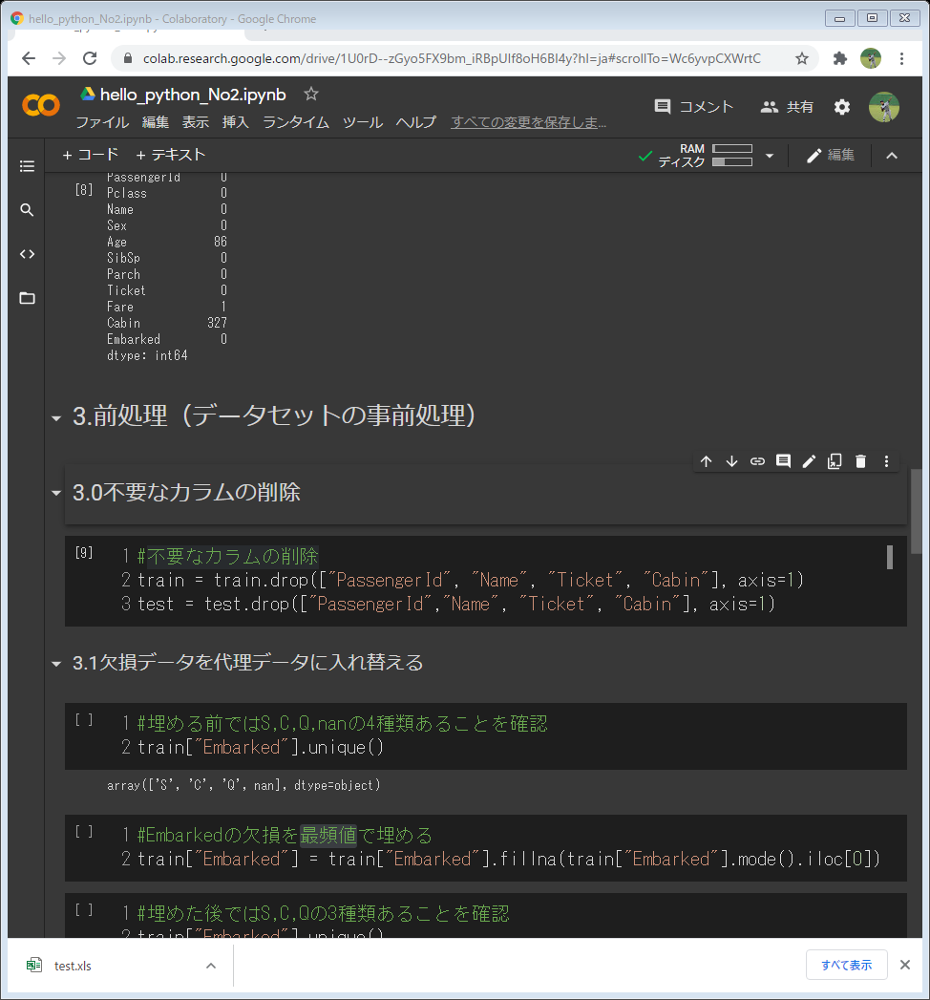 hello_python_No2.ipynb - Colaboratory - Google Chrome
colab.research.google.com/drive/1U0rD--zGyo5FX9bm_iRBpUlf8oH6Bl4y?hl=ja#scrollTo=Wc6yvpCXWrtC
hello_python_No2.ipynb
コメント
共有
ファイル 編集 表示 挿入 ランタイム ツール ヘルプ すべての変更を保存しま...
+ コード + テキスト
RAM
ディスク
編集
PassengerId 0
[8] Pclass 0
Name 0
Sex 0
Age 86
SibSp 0
Parch 0
Ticket 0
Fare 1
Cabin 327
Embarked 0
dtype: int64
3.前処理（データセットの事前処理）
3.0不要なカラムの削除
[9] 1 #不要なカラムの削除
2 train = train.drop(["PassengerId", "Name", "Ticket", "Cabin"], axis=1)
3 test = test.drop(["PassengerId","Name", "Ticket", "Cabin"], axis=1)
3.1欠損データを代理データに入れ替える
[ ] 1 #埋める前ではS,C,Q,nanの4種類あることを確認
2 train["Embarked"].unique()
array(['S', 'C', 'Q', nan], dtype=object)
[ ] 1 #Embarkedの欠損を最頻値で埋める
2 train["Embarked"] = train["Embarked"].fillna(train["Embarked"].mode().iloc[0])
[ ] 1 #埋めた後ではS,C,Qの3種類あることを確認
2 train["Embarked"].unique()
test.xls
すべて表示